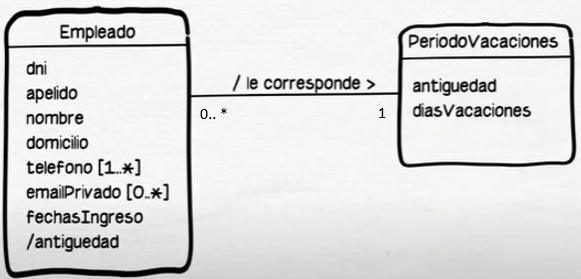 Empleado
dni
apelido
nombre
domicilio
telefono [1..*]
emailPrivado [0..*]
fechasIngreso
/antiguedad
/ le corresponde >
0.. *
1
PeriodoVacaciones
antiguedad
diasVacaciones